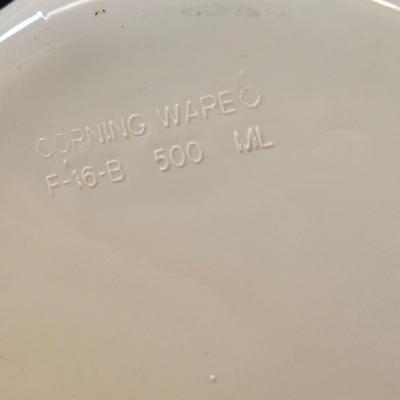 CORNING WARE®
F-16-B 500 ML